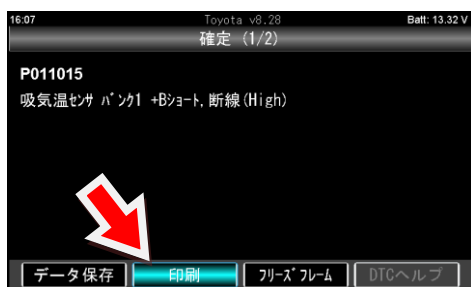 16:07 Toyota v8.28 Batt: 13.32 V
確定 (1/2)
P011015
吸気温センサ バンク1 +Bショート,断線(High)
データ保存 印刷 フリーズフレーム DTCヘルプ